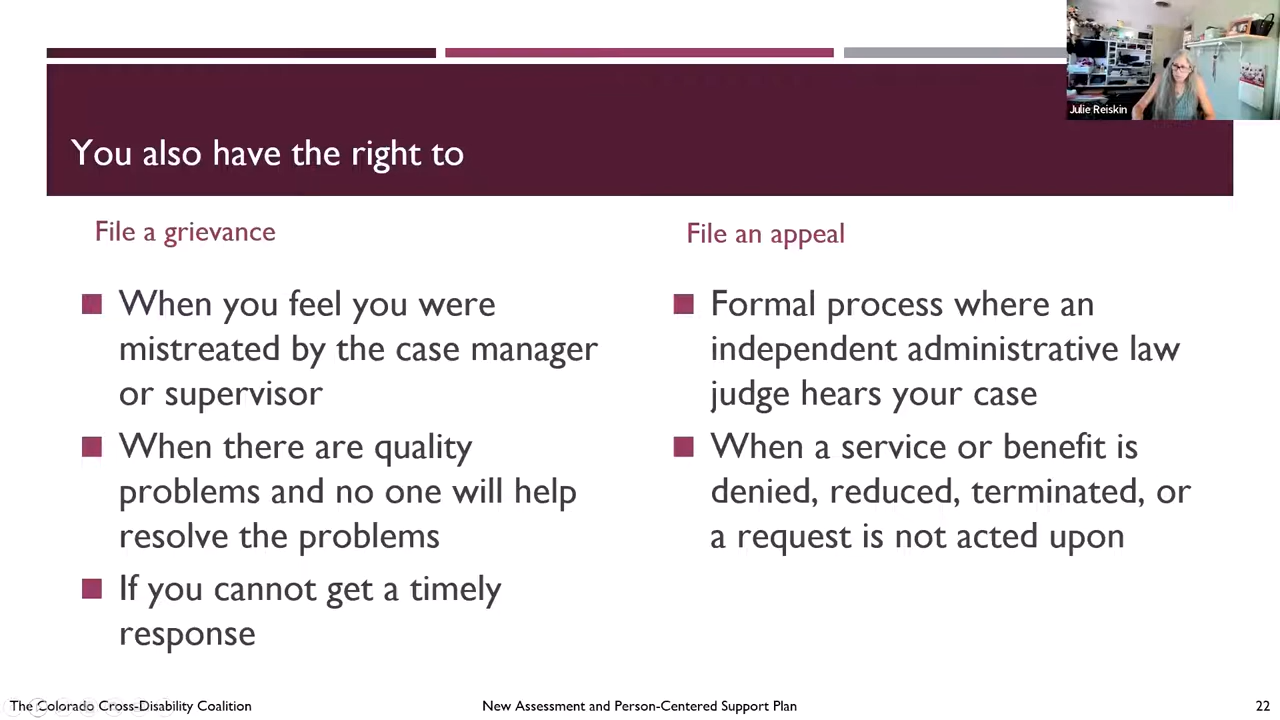 Julie Reiskin
You also have the right to
File a grievance
When you feel you were
mistreated by the case manager
or supervisor
When there are quality
problems and no one will help
resolve the problems
If you cannot get a timely
response
File an appeal
Formal process where an
independent administrative law
judge hears your case
When a service or benefit is
denied, reduced, terminated, or
a request is not acted upon
The Colorado Cross-Disability Coalition
New Assessment and Person-Centered Support Plan
22